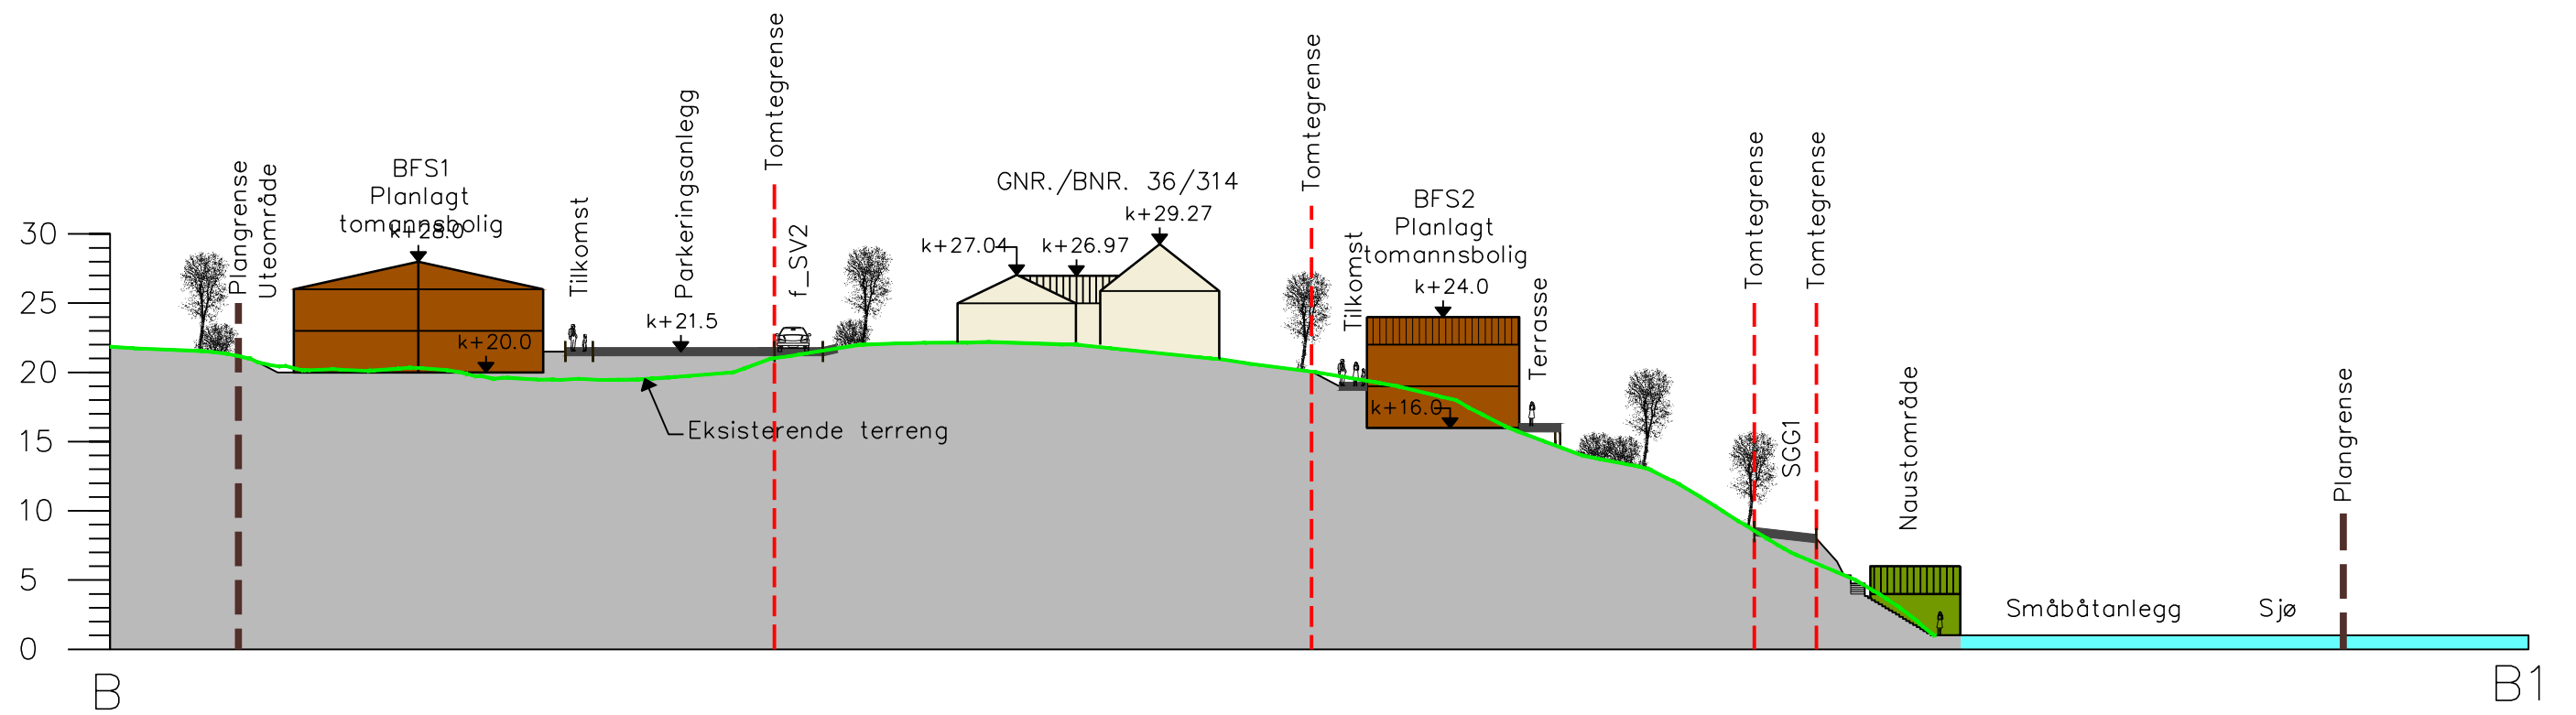 Plangrense
Uteområde
BFS1
Planlagt
tomannsbolig
k+28.0
k+20.0
Tilkomst
Parkeringsanlegg
k+21.5
Tomtegrense
f_SV2
GNR./BNR. 36/314
k+29.27
k+27.04
k+26.97
Tomtegrense
Tilkomst
BFS2
Planlagt
tomannsbolig
k+24.0
k+16.0
Terrasse
Tomtegrense
SGG1
Tomtegrense
Naustområde
Plangrense
Eksisterende terreng
Småbåtanlegg
Sjø
30
25
20
15
10
5
0
B
B1